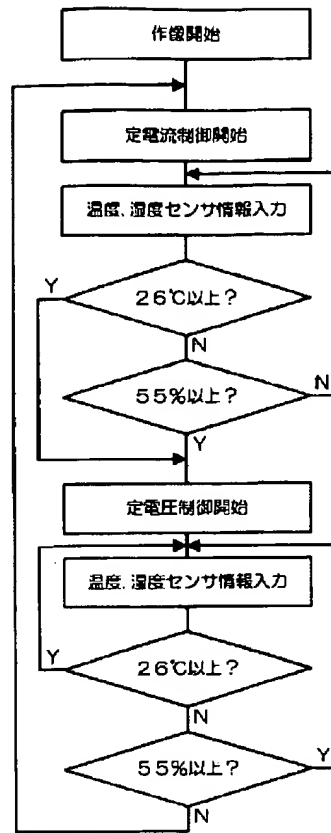 作像開始
定電流制御開始
温度、湿度センサ情報入力
Y
26℃以上?
N
55%以上?
N
Y
定電圧制御開始
温度、湿度センサ情報入力
26℃以上?
Y
N
55%以上?
Y
N